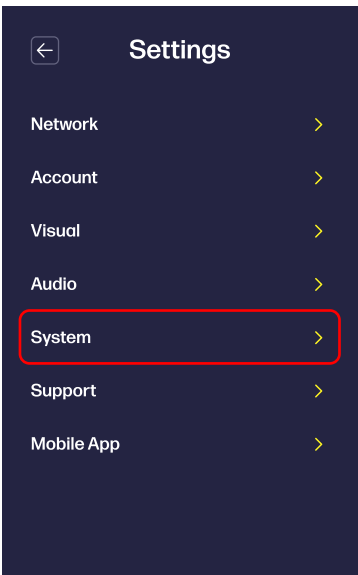 Settings
Network
Account
Visual
Audio
System
Support
Mobile App